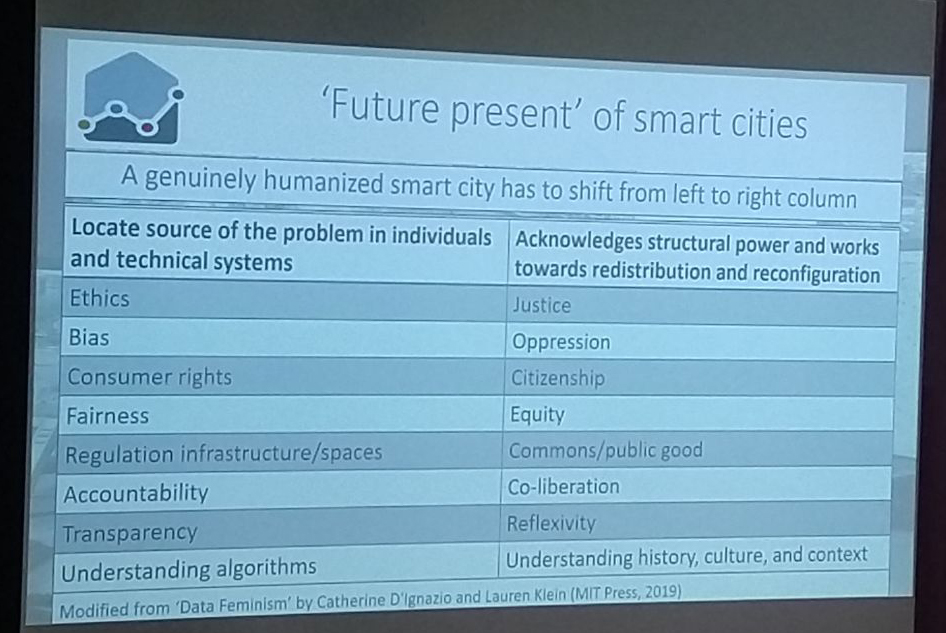 ‘Future present’ of smart cities
A genuinely humanized smart city has to shift from left to right column
Locate source of the problem in individuals
and technical systems
Acknowledges structural power and works
towards redistribution and reconfiguration
Ethics
Justice
Bias
Oppression
Consumer rights
Citizenship
Fairness
Equity
Regulation infrastructure/spaces
Commons/public good
Accountability
Co-liberation
Transparency
Reflexivity
Understanding algorithms
Understanding history, culture, and context
Modified from ‘Data Feminism’ by Catherine D'Ignazio and Lauren Klein (MIT Press, 2019)